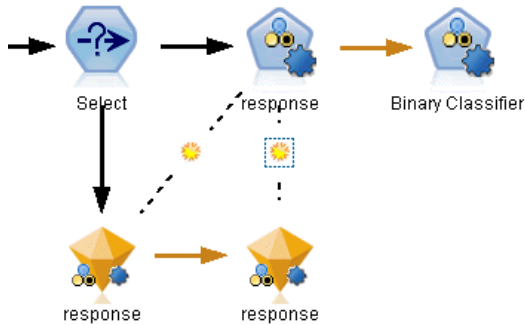 Select
response
Binary Classifier
response
response